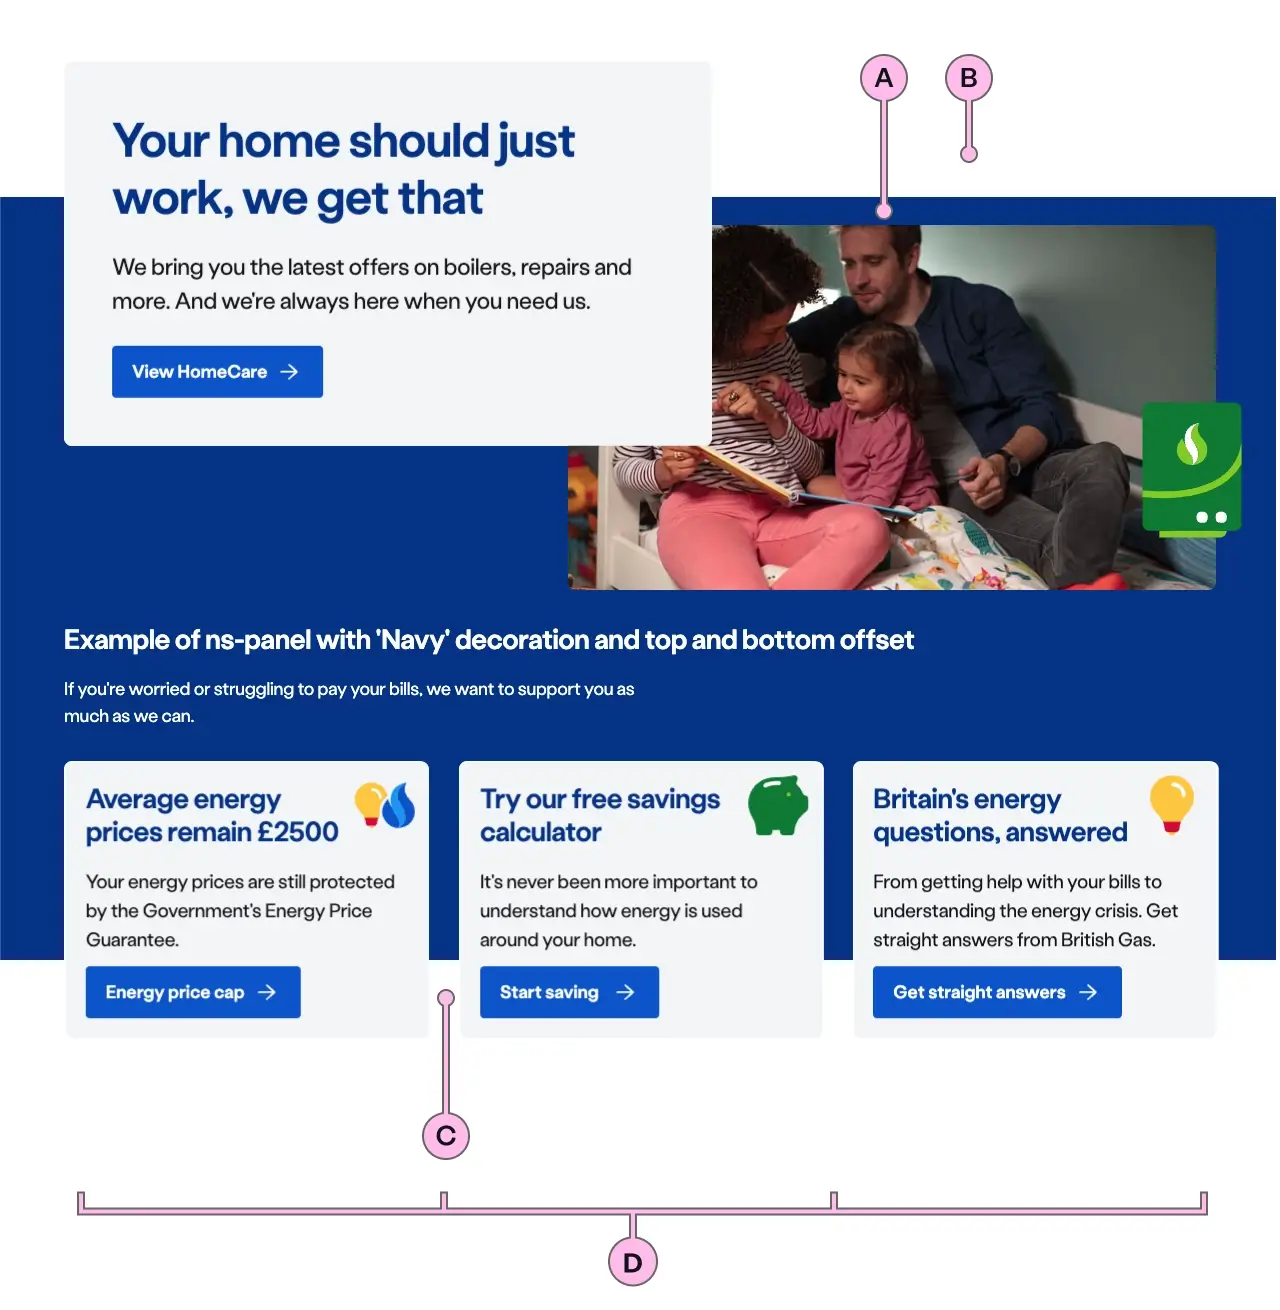 A
B
Your home should just
work, we get that
We bring you the latest offers on boilers, repairs and
more. And we're always here when you need us.
View HomeCare
Example of ns-panel with 'Navy' decoration and top and bottom offset
If you're worried or struggling to pay your bills, we want to support you as
much as we can.
Average energy
prices remain £2500
Your energy prices are still protected
by the Government's Energy Price
Guarantee.
Energy price cap
Try our free savings
calculator
It's never been more important to
understand how energy is used
around your home.
Start saving
Britain's energy
questions, answered
From getting help with your bills to
understanding the energy crisis. Get
straight answers from British Gas.
Get straight answers
C
D